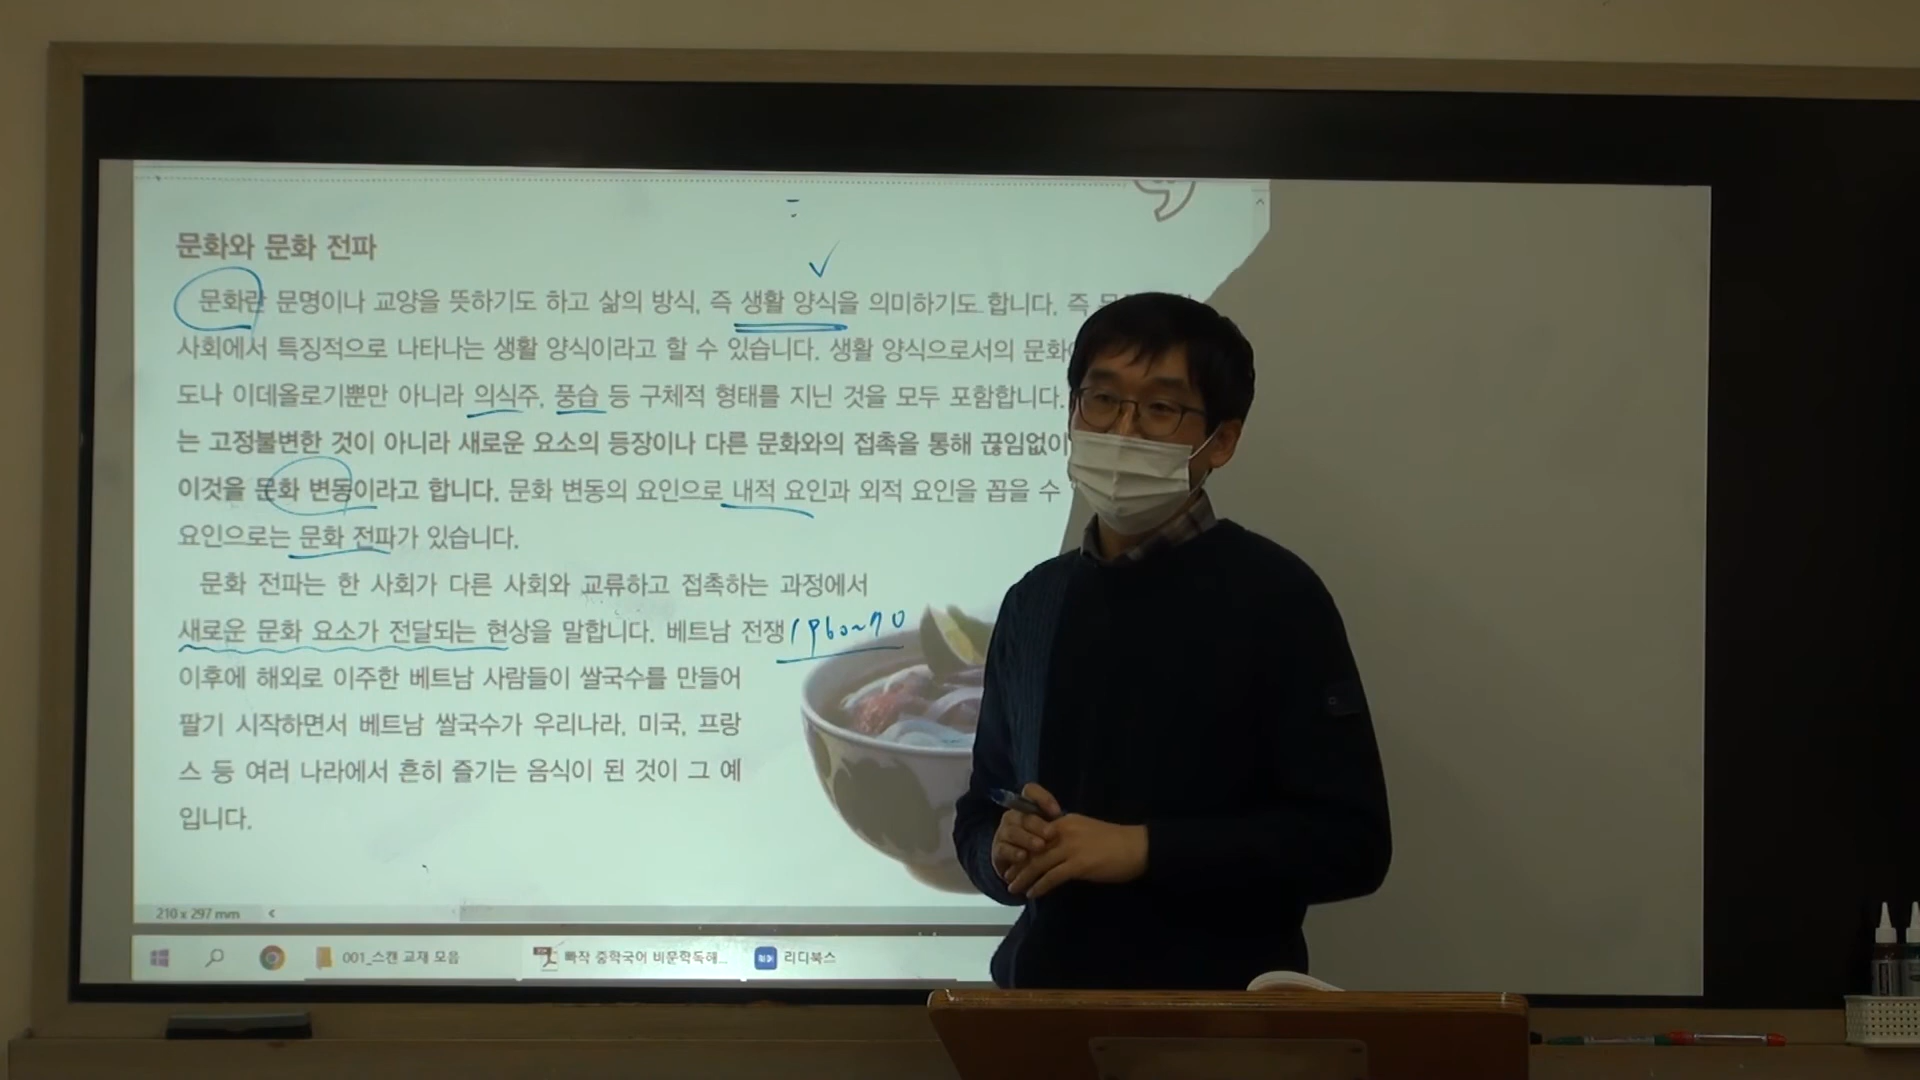 문화와 문화 전파
문화란 문명이나 교양을 뜻하기도 하고 삶의 방식, 즉 생활 양식을 의미하기도 합니다. 즉
사회에서 특징적으로 나타나는 생활 양식이라고 할 수 있습니다. 생활 양식으로서의 문화
도나 이데올로기뿐만 아니라 의식주, 풍습 등 구체적 형태를 지닌 것을 모두 포함합니다.
는 고정불변한 것이 아니라 새로운 요소의 등장이나 다른 문화와의 접촉을 통해 끊임없이
이것을 문화 변동이라고 합니다. 문화 변동의 요인으로 내적 요인과 외적 요인을 꼽을 수
요인으로는 문화 전파가 있습니다.
문화 전파는 한 사회가 다른 사회와 교류하고 접촉하는 과정에서
새로운 문화 요소가 전달되는 현상을 말합니다. 베트남 전쟁 1960~70
이후에 해외로 이주한 베트남 사람들이 쌀국수를 만들어
팔기 시작하면서 베트남 쌀국수가 우리나라, 미국, 프랑
스 등 여러 나라에서 흔히 즐기는 음식이 된 것이 그 예
입니다.
210 x 297 mm
001_스캔 교재 모음 빠작 중학국어 비문학독해... 리디북스